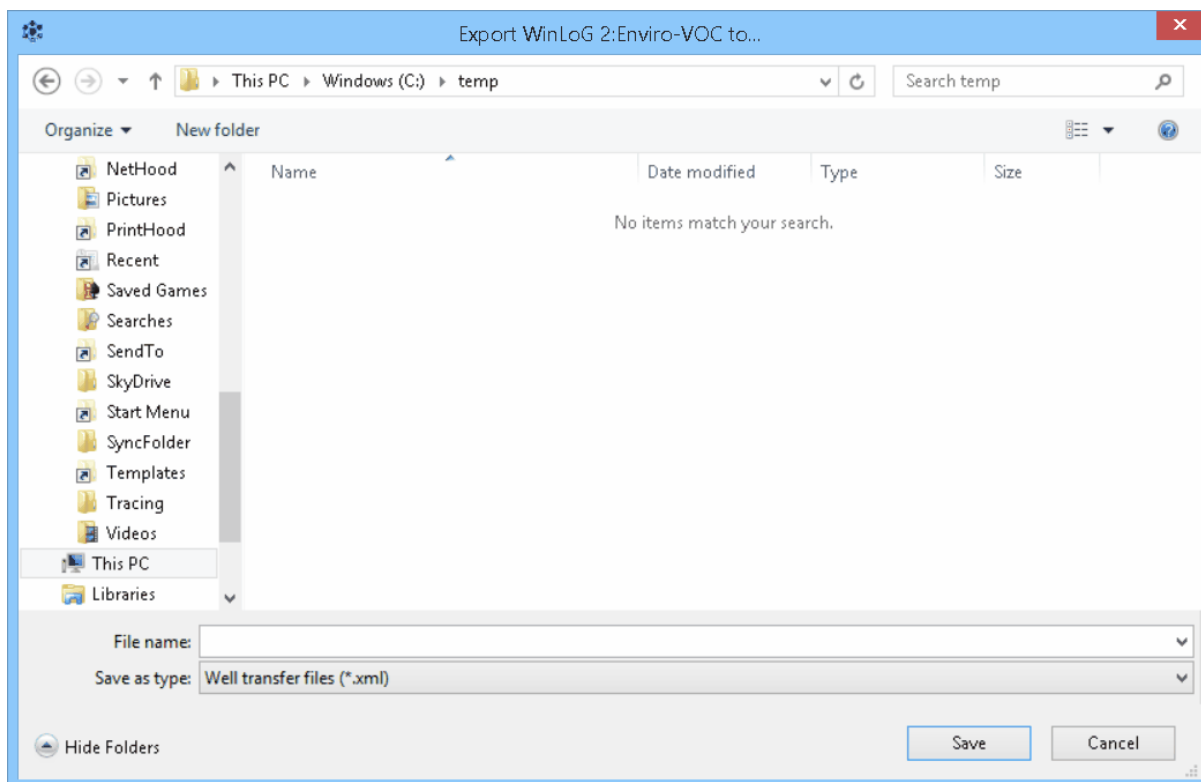 Export WinLoG 2:Enviro-VOC to...
This PC Windows (C:) temp
Search temp
Organize New folder
Name Date modified Type Size
No items match your search.
NetHood
Pictures
PrintHood
Recent
Saved Games
Searches
SendTo
SkyDrive
Start Menu
SyncFolder
Templates
Tracing
Videos
This PC
Libraries
File name:
Save as type: Well transfer files (*.xml)
Hide Folders Save Cancel